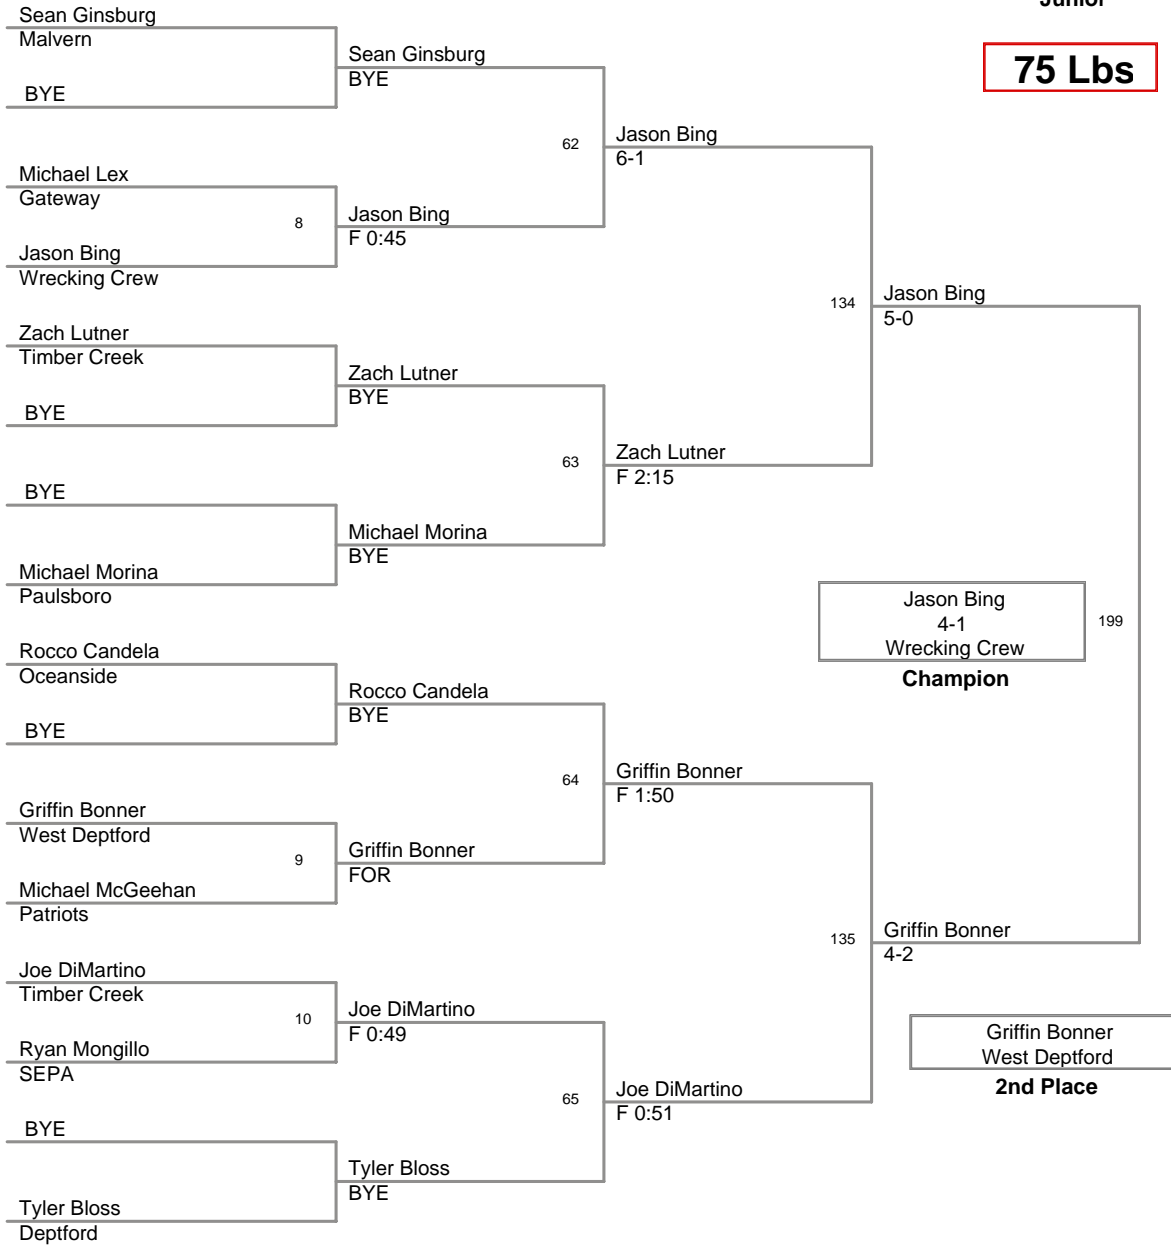 Junior
75 Lbs
Sean Ginsburg
Malvern
BYE
Michael Lex
Gateway
8
Jason Bing
Wrecking Crew
Zach Lutner
Timber Creek
BYE
BYE
Michael Morina
Paulsboro
Rocco Candela
Oceanside
BYE
Griffin Bonner
West Deptford
9
Michael McGeehan
Patriots
Joe DiMartino
Timber Creek
10
Ryan Mongillo
SEPA
BYE
Tyler Bloss
Deptford
Sean Ginsburg
BYE
62
Jason Bing
F 0:45
Zach Lutner
BYE
63
Michael Morina
BYE
Rocco Candela
BYE
64
Griffin Bonner
FOR
Joe DiMartino
F 0:49
65
Tyler Bloss
BYE
Jason Bing
6-1
134
Zach Lutner
F 2:15
Griffin Bonner
F 1:50
135
Joe DiMartino
F 0:51
Jason Bing
5-0
199
Griffin Bonner
4-2
Jason Bing
4-1
Wrecking Crew
Champion
Griffin Bonner
West Deptford
2nd Place